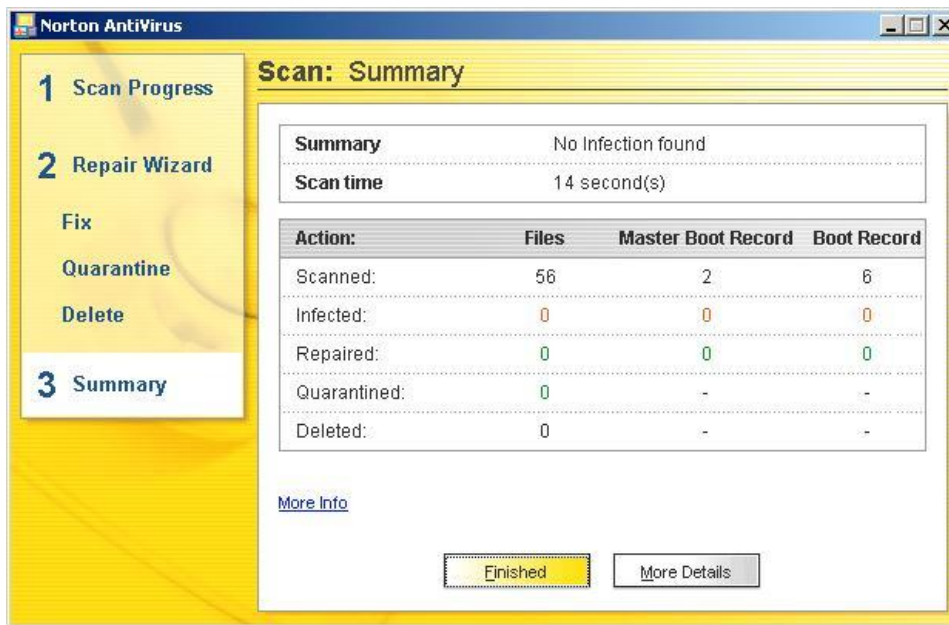 Norton AntiVirus
1 Scan Progress
2 Repair Wizard
Fix
Quarantine
Delete
3 Summary
Scan: Summary
Summary No Infection found
Scan time 14 second(s)
Action: Files Master Boot Record Boot Record
Scanned: 56 2 6
Infected: 0 0 0
Repaired: 0 0 0
Quarantined: 0 - -
Deleted: 0 - -
More Info
Finished More Details